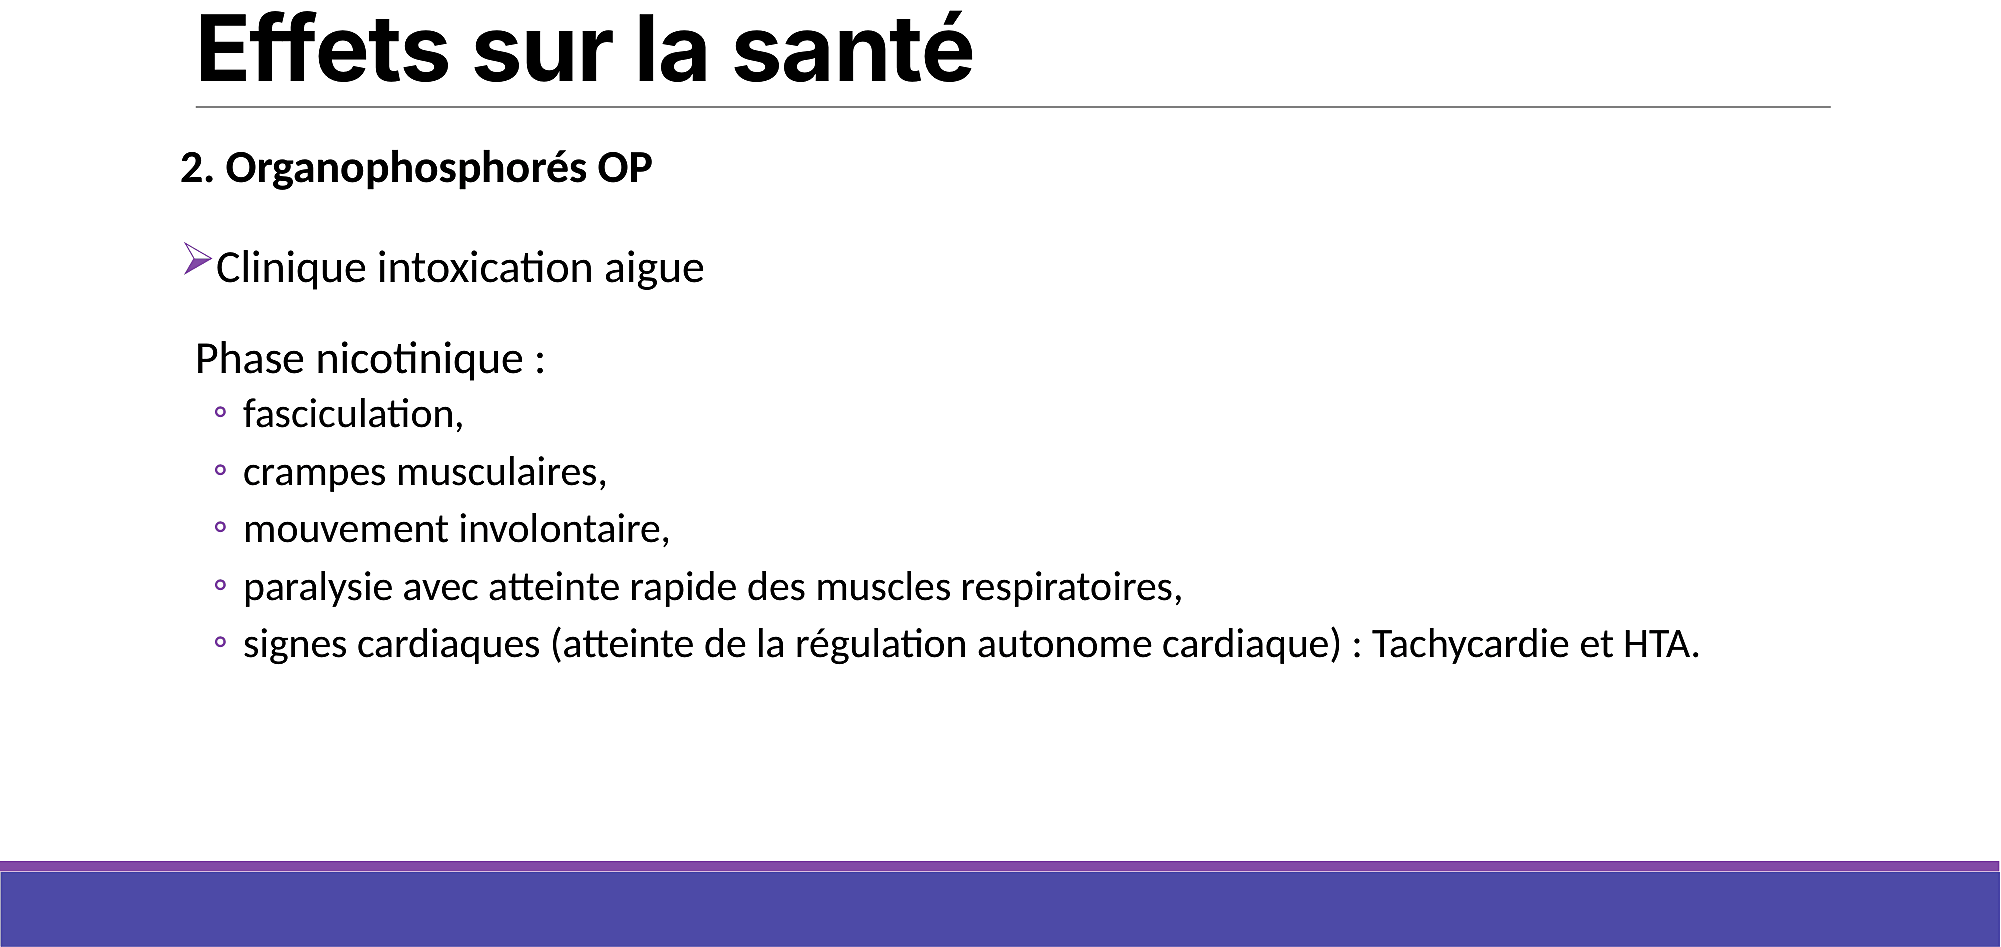 Effets sur la santé
2. Organophosphorés OP
➢Clinique intoxication aigue
Phase nicotinique :
◦ fasciculation,
◦ crampes musculaires,
◦ mouvement involontaire,
◦ paralysie avec atteinte rapide des muscles respiratoires,
◦ signes cardiaques (atteinte de la régulation autonome cardiaque) : Tachycardie et HTA.